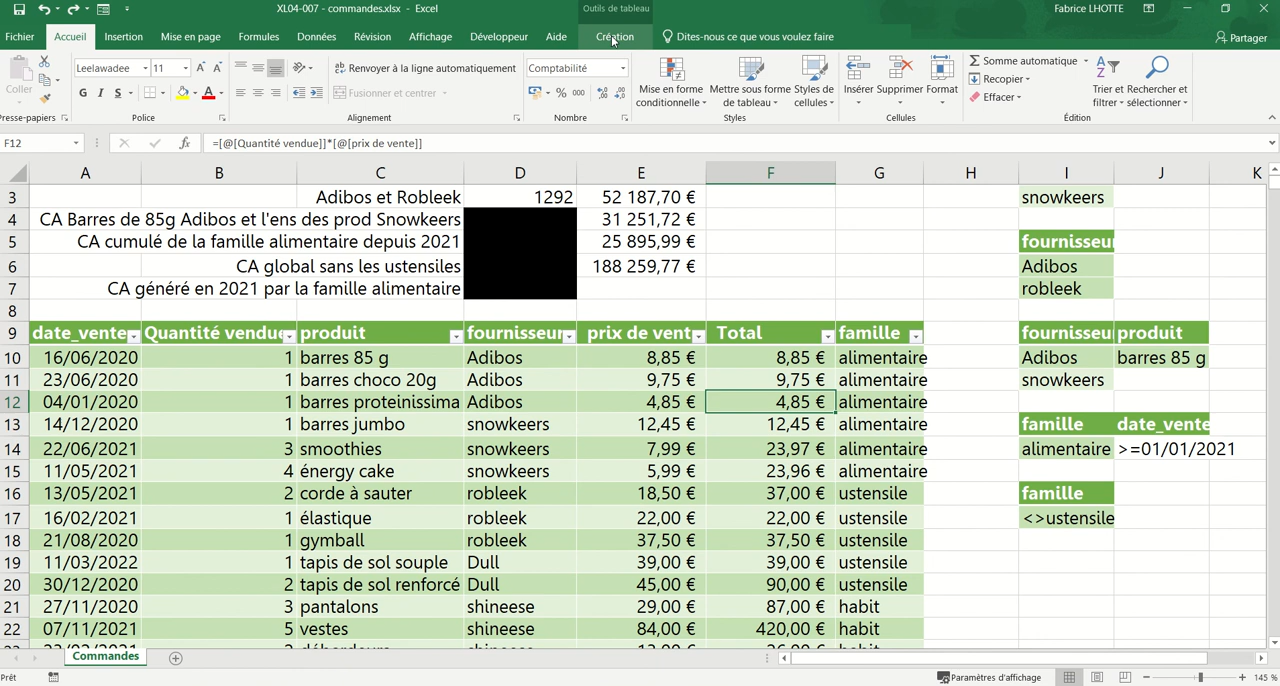 XL04-007 - commandes.xlsx - Excel
Outils de tableau
Fabrice LHOTTE
Fichier Accueil Insertion Mise en page Formules Données Révision Affichage Développeur Aide Création Dites-nous ce que vous voulez faire Partager
Coller
Leelawadee 11
G I S
Renvoyer à la ligne automatiquement
Fusionner et centrer
Comptabilité
% 000
Mise en forme conditionnelle
Mettre sous forme de tableau
Styles de cellules
Insérer Supprimer Format
Somme automatique
Recopier
Effacer
Trier et filtrer
Rechercher et sélectionner
Presse-papiers Police Alignement Nombre Styles Cellules Édition
F12 fx =[@[Quantité vendue]]*[@[prix de vente]]
A B C D E F G H I J K
3 Adibos et Robleek 1292 52 187,70 € snowkeers
4 CA Barres de 85g Adibos et l'ens des prod Snowkeers 31 251,72 €
5 CA cumulé de la famille alimentaire depuis 2021 25 895,99 € fournisseur
6 CA global sans les ustensiles 188 259,77 € Adibos
7 CA généré en 2021 par la famille alimentaire robleek
8
9 date_vente Quantité vendue produit fournisseur prix de vent Total famille fournisseu produit
10 16/06/2020 1 barres 85 g Adibos 8,85 € 8,85 € alimentaire Adibos barres 85 g
11 23/06/2020 1 barres choco 20g Adibos 9,75 € 9,75 € alimentaire snowkeers
12 04/01/2020 1 barres proteinissima Adibos 4,85 € 4,85 € alimentaire
13 14/12/2020 1 barres jumbo snowkeers 12,45 € 12,45 € alimentaire famille date_vente
14 22/06/2021 3 smoothies snowkeers 7,99 € 23,97 € alimentaire alimentaire >=01/01/2021
15 11/05/2021 4 énergy cake snowkeers 5,99 € 23,96 € alimentaire
16 13/05/2021 2 corde à sauter robleek 18,50 € 37,00 € ustensile famille
17 16/02/2021 1 élastique robleek 22,00 € 22,00 € ustensile <>ustensile
18 21/08/2020 1 gymball robleek 37,50 € 37,50 € ustensile
19 11/03/2022 1 tapis de sol souple Dull 39,00 € 39,00 € ustensile
20 30/12/2020 2 tapis de sol renforcé Dull 45,00 € 90,00 € ustensile
21 27/11/2020 3 pantalons shineese 29,00 € 87,00 € habit
22 07/11/2021 5 vestes shineese 84,00 € 420,00 € habit
Commandes
Prêt
Paramètres d'affichage
145 %